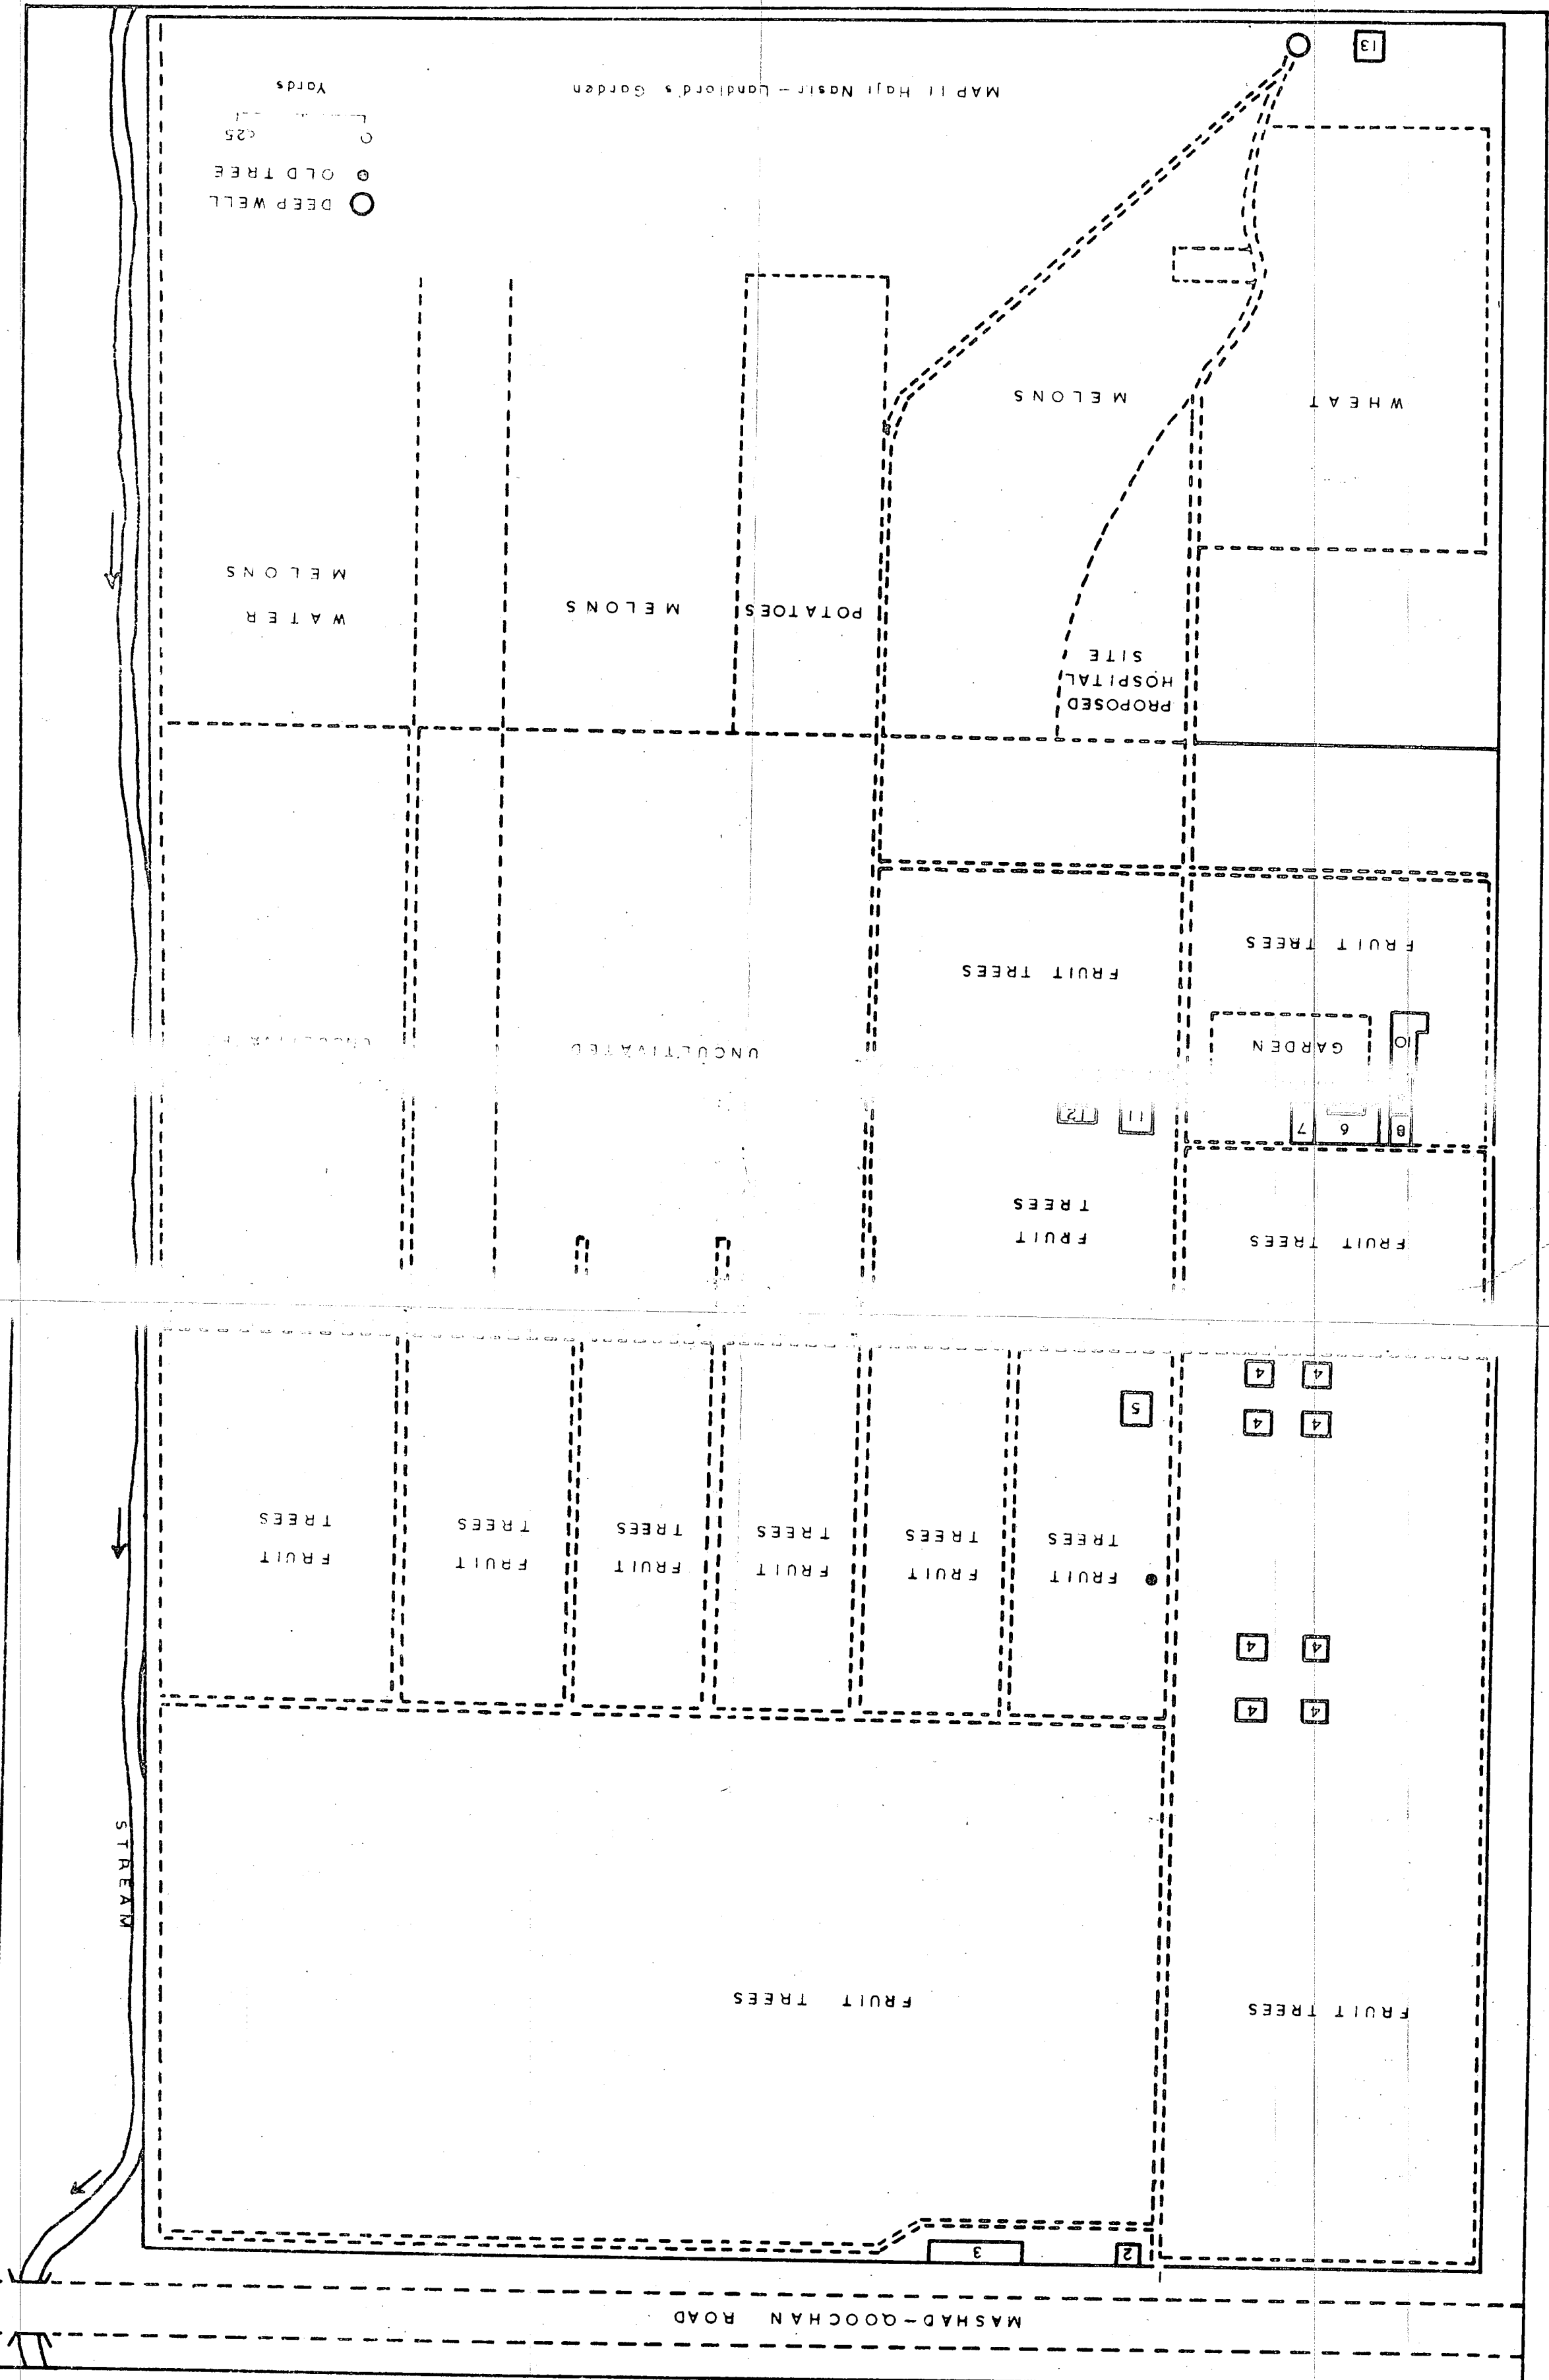 MASHAD-QOOCHAN ROAD
2
3
FRUIT TREES
FRUIT TREES
STREAM
4 4
4 4
FRUIT
TREES
FRUIT
TREES
FRUIT
TREES
FRUIT
TREES
FRUIT
TREES
FRUIT
TREES
4 4
4 4
5
FRUIT TREES
FRUIT
TREES
8 6 7
11 12
10
GARDEN
UNCULTIVATED
FRUIT TREES
FRUIT TREES
PROPOSED
HOSPITAL
SITE
POTATOES
MELONS
WATER
MELONS
WHEAT
MELONS
DEEP WELL
OLD TREE
0
Yards
MAP II Haji Nasir – Landlord's Garden
13